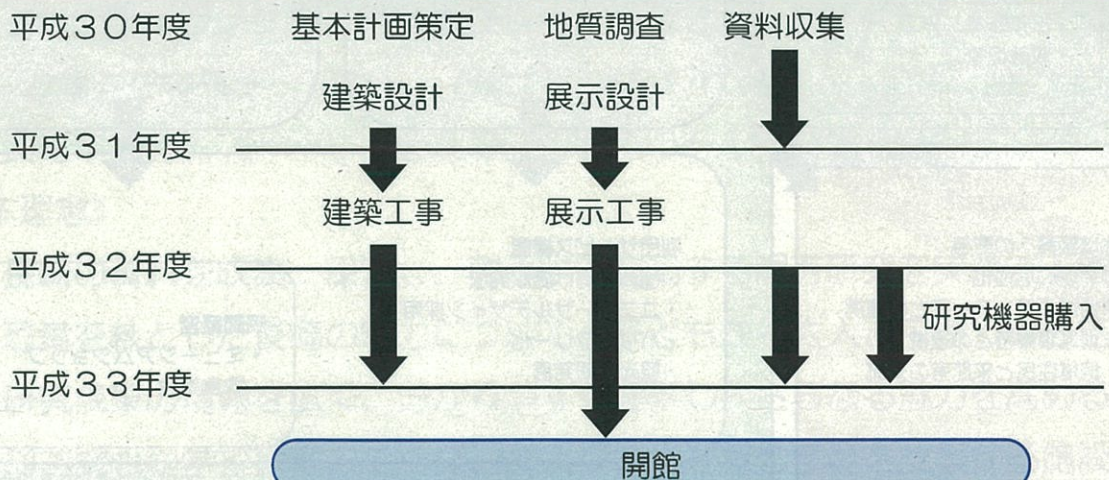 平成３０年度 基本計画策定 地質調査 資料収集
建築設計 展示設計
平成３１年度
建築工事 展示工事
平成３２年度
研究機器購入
平成３３年度
開館